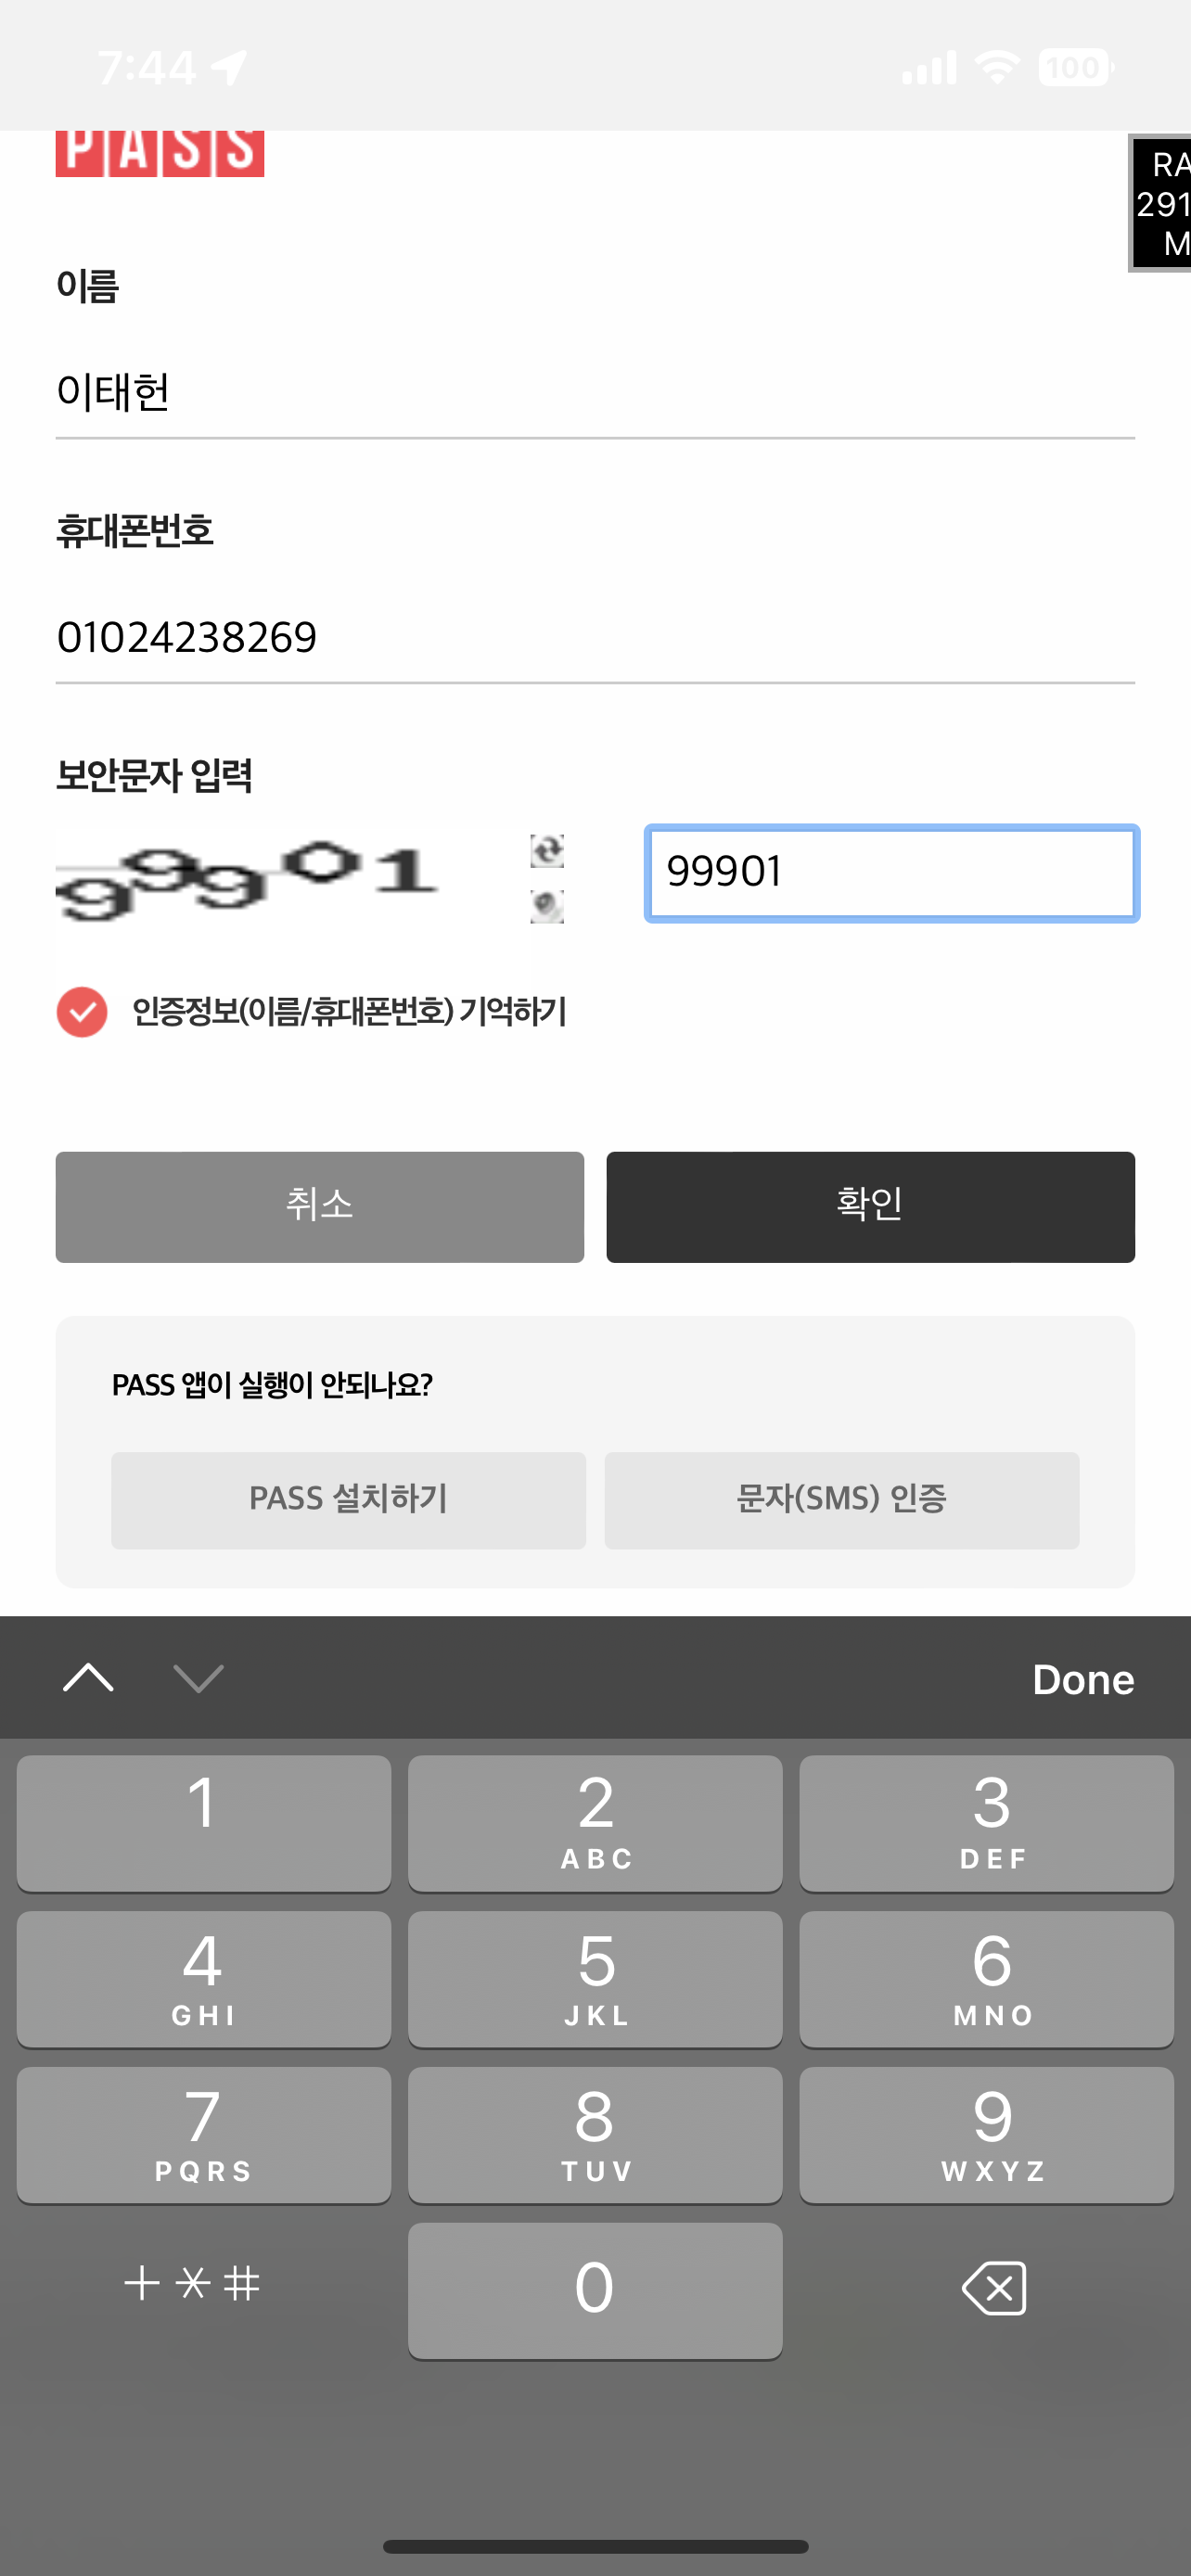 7:44
100
PASS
RA
291
M
이름
이태헌
휴대폰번호
01024238269
보안문자 입력
99901
99901
인증정보(이름/휴대폰번호) 기억하기
취소
확인
PASS 앱이 실행이 안되나요?
PASS 설치하기
문자(SMS) 인증
Done
1
2
ABC
3
DEF
4
GHI
5
JKL
6
MNO
7
PQRS
8
TUV
9
WXYZ
+*#
0